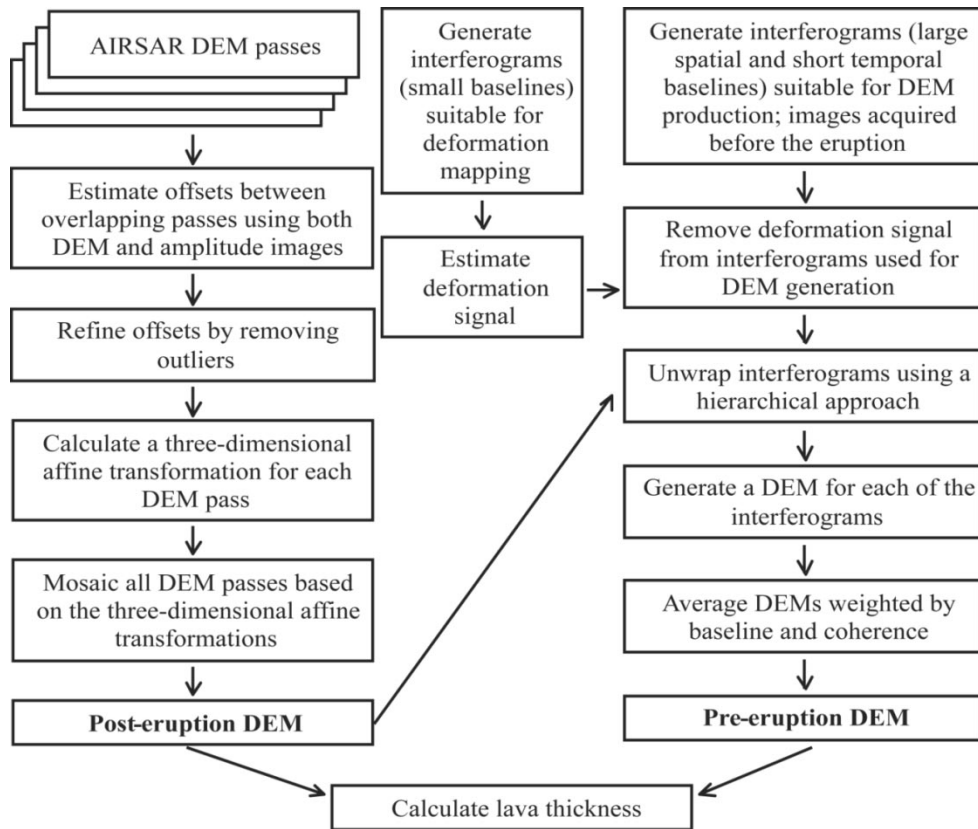 AIRSAR DEM passes
Estimate offsets between
overlapping passes using both
DEM and amplitude images
Refine offsets by removing
outliers
Calculate a three-dimensional
affine transformation for each
DEM pass
Mosaic all DEM passes based
on the three-dimensional affine
transformations
Post-eruption DEM
Generate
interferograms
(small baselines)
suitable for
deformation
mapping
Estimate
deformation
signal
Generate interferograms (large
spatial and short temporal
baselines) suitable for DEM
production; images acquired
before the eruption
Remove deformation signal
from interferograms used for
DEM generation
Unwrap interferograms using a
hierarchical approach
Generate a DEM for each of the
interferograms
Average DEMs weighted by
baseline and coherence
Pre-eruption DEM
Calculate lava thickness